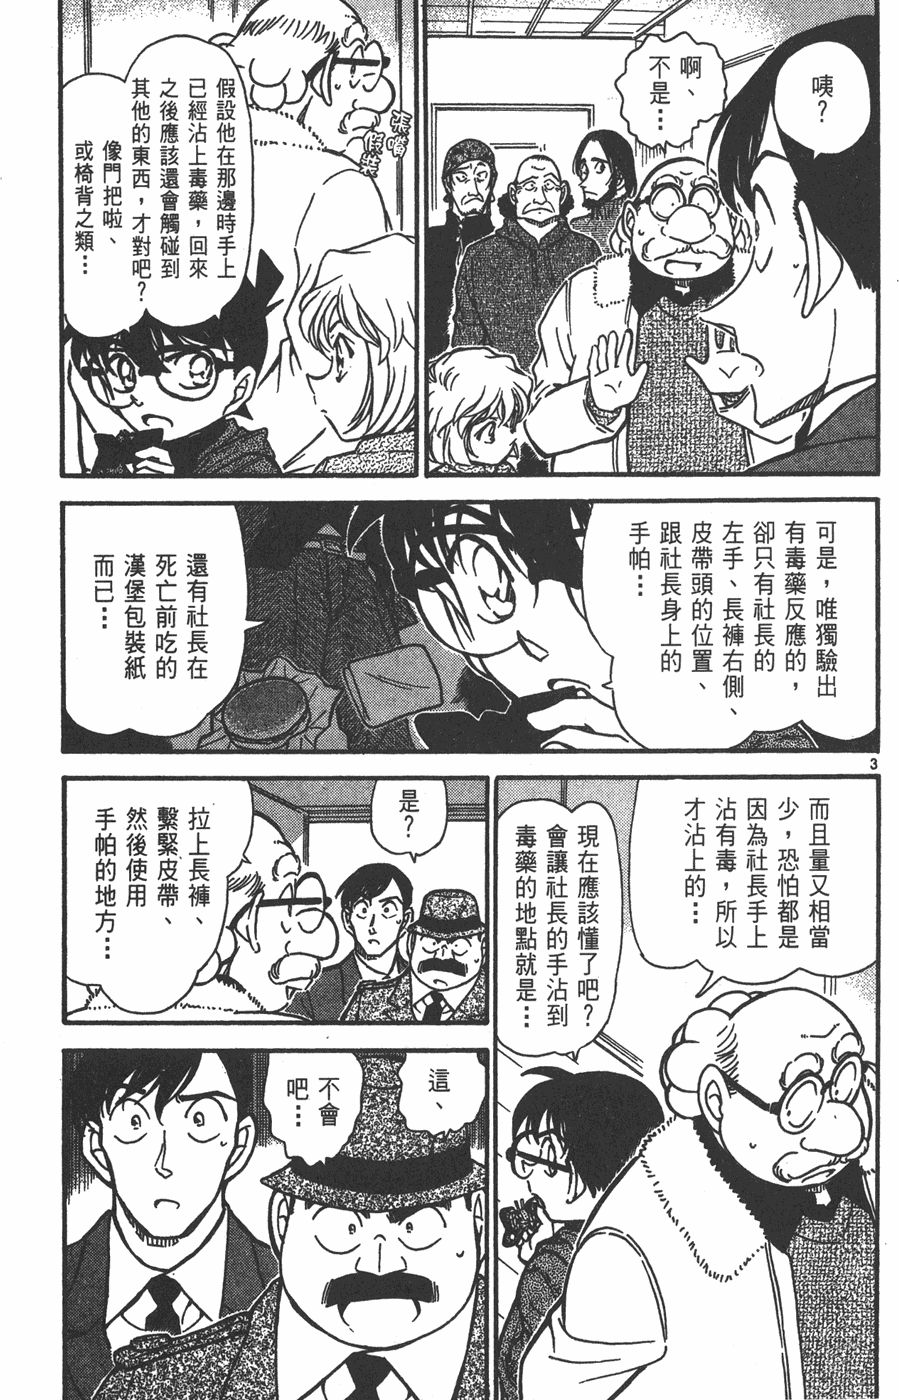 咦?
啊、
不是…
假設他在那邊時手上
已經沾上毒藥，回來
之後應該還會觸碰到
其他的東西，才對吧?
像門把啦、
或椅背之類…
可是，唯獨驗出
有毒藥反應的，
卻只有社長的
左手、長褲右側、
皮帶頭的位置、
跟社長身上的
手帕…
還有社長在
死亡前吃的
漢堡包裝紙
而已…
3
而且量又相當
少，恐怕都是
因為社長手上
沾有毒，所以
才沾上的…
現在應該懂了吧?
會讓社長的手沾到
毒藥的地點就是…
是?
拉上長褲、
繫緊皮帶、
然後使用
手帕的地方…
這、
不會
吧…